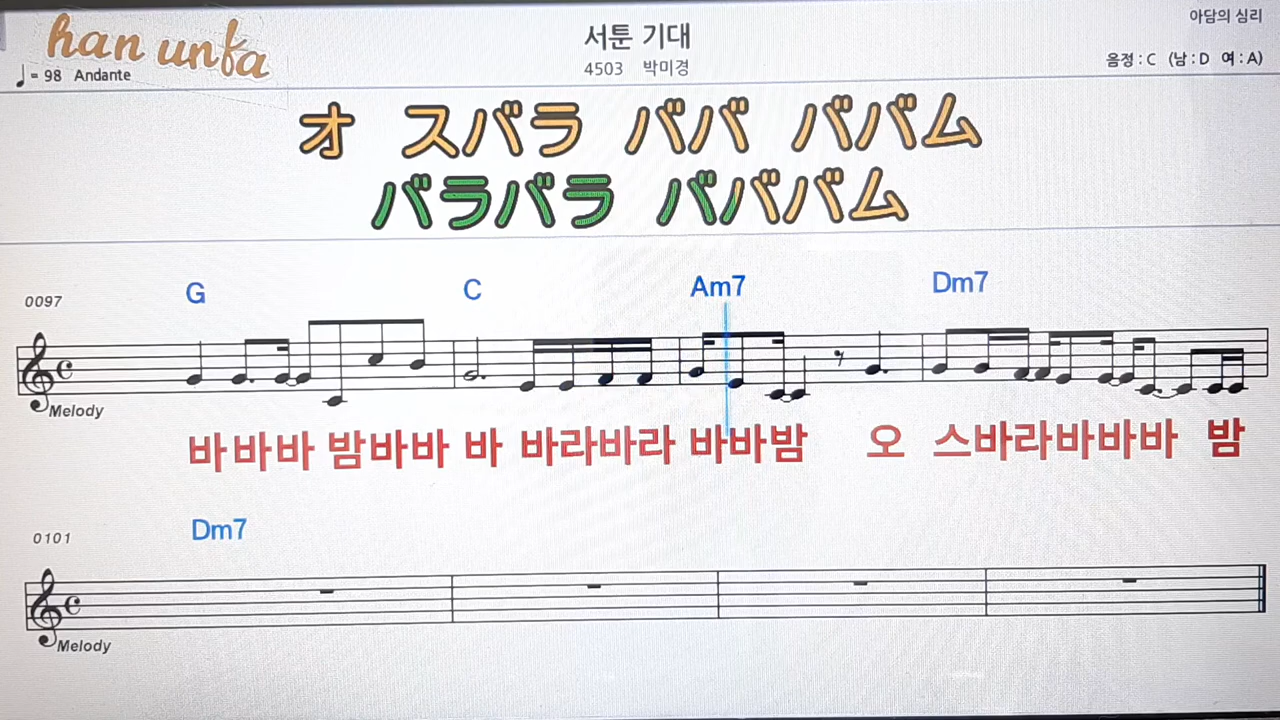 han unfa
서툰 기대
아담의 심리
♩= 98 Andante
4503 박미경
음정 : C (남 : D 여 : A)
オ スバラ ババ ババム
バラバラ ババババム
0097
G C Am7 Dm7
Melody
바바바 밤바바 바 바라바라 바바밤 오 스바라바바바 밤
0101
Dm7
Melody